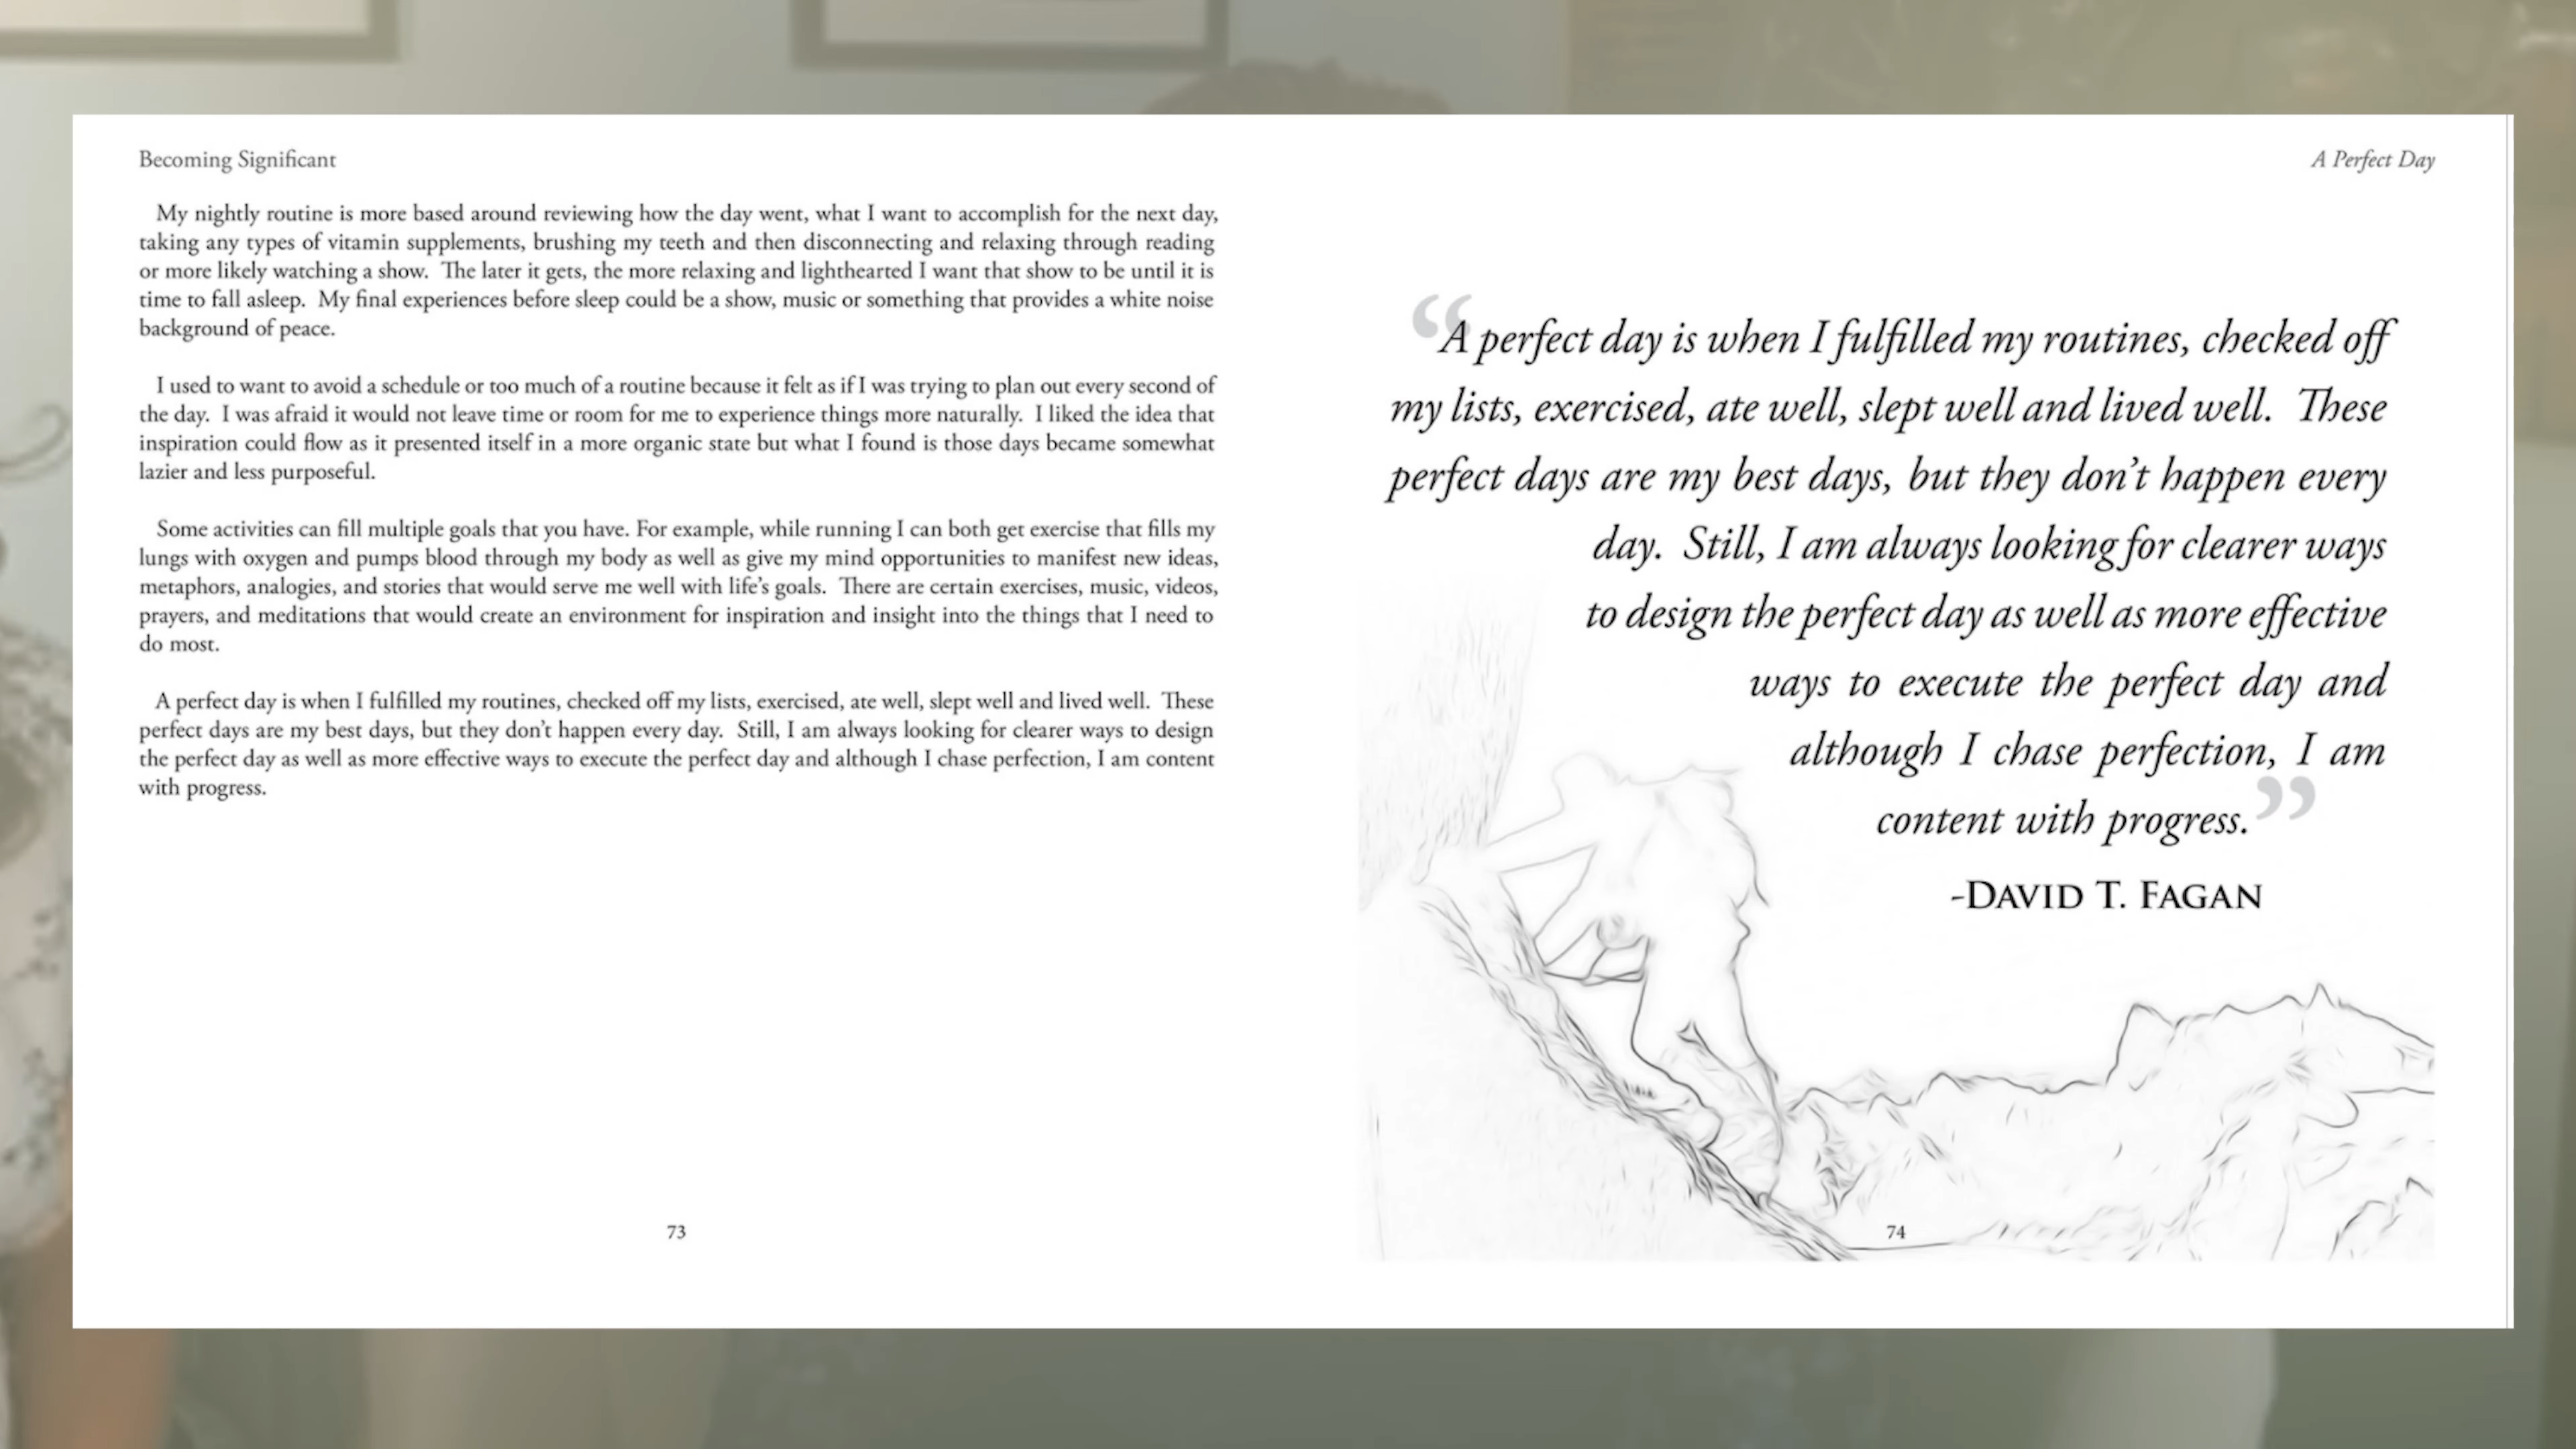 Becoming Significant
My nightly routine is more based around reviewing how the day went, what I want to accomplish for the next day,
taking any types of vitamin supplements, brushing my teeth and then disconnecting and relaxing through reading
or more likely watching a show.  The later it gets, the more relaxing and lighthearted I want that show to be until it is
time to fall asleep.  My final experiences before sleep could be a show, music or something that provides a white noise
background of peace.
I used to want to avoid a schedule or too much of a routine because it felt as if I was trying to plan out every second of
the day.  I was afraid it would not leave time or room for me to experience things more naturally.  I liked the idea that
inspiration could flow as it presented itself in a more organic state but what I found is those days became somewhat
lazier and less purposeful.
Some activities can fill multiple goals that you have. For example, while running I can both get exercise that fills my
lungs with oxygen and pumps blood through my body as well as give my mind opportunities to manifest new ideas,
metaphors, analogies, and stories that would serve me well with life’s goals.  There are certain exercises, music, videos,
prayers, and meditations that would create an environment for inspiration and insight into the things that I need to
do most.
A perfect day is when I fulfilled my routines, checked off my lists, exercised, ate well, slept well and lived well.  These
perfect days are my best days, but they don’t happen every day.  Still, I am always looking for clearer ways to design
the perfect day as well as more effective ways to execute the perfect day and although I chase perfection, I am content
with progress.
73
A Perfect Day
“A perfect day is when I fulfilled my routines, checked off
my lists, exercised, ate well, slept well and lived well.  These
perfect days are my best days, but they don’t happen every
day.  Still, I am always looking for clearer ways
to design the perfect day as well as more effective
ways to execute the perfect day and
although I chase perfection, I am
content with progress.”
-DAVID T. FAGAN
74